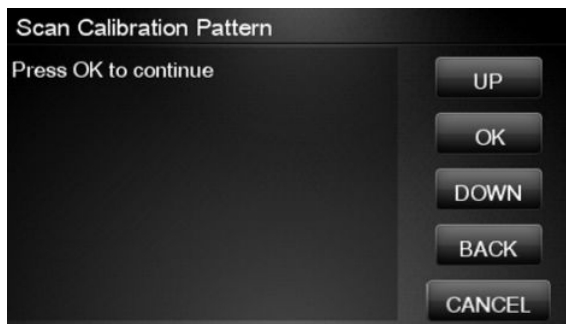 Scan Calibration Pattern
Press OK to continue
UP
OK
DOWN
BACK
CANCEL